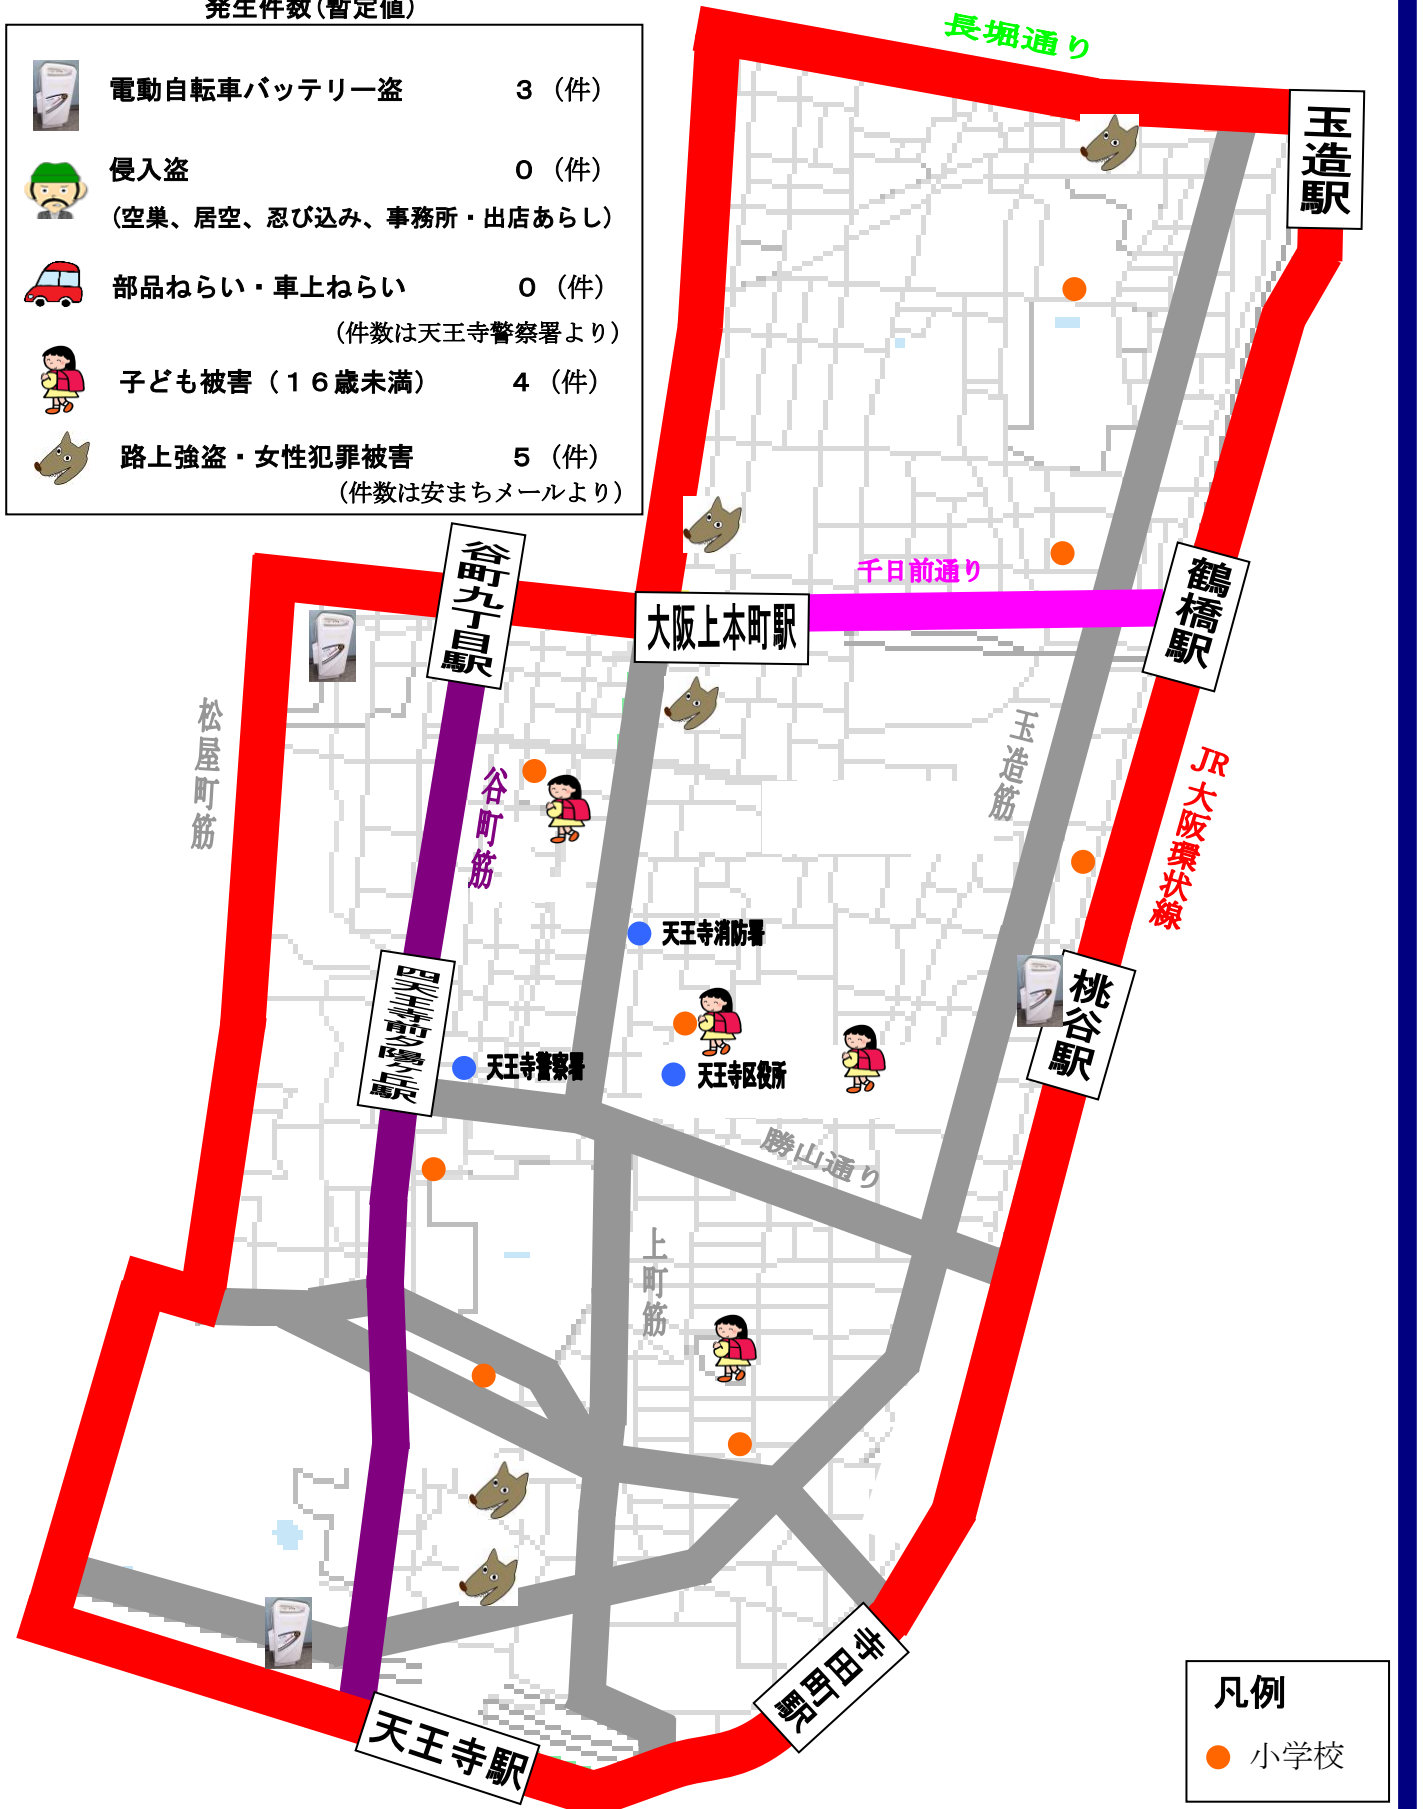 発生件数(暫定値)
電動自転車バッテリー盗 3 (件)
侵入盗 0 (件)
(空巣、居空、忍び込み、事務所・出店あらし)
部品ねらい・車上ねらい 0 (件)
(件数は天王寺警察署より)
子ども被害(16歳未満) 4 (件)
路上強盗・女性犯罪被害 5 (件)
(件数は安まちメールより)
長堀通り
玉造駅
谷町九丁目駅
大阪上本町駅
千日前通り
鶴橋駅
松屋町筋
谷町筋
玉造筋
JR大阪環状線
天王寺消防署
四天王寺前夕陽ケ丘駅
桃谷駅
天王寺警察署
天王寺区役所
勝山通り
上町筋
寺田町駅
天王寺駅
凡例
小学校